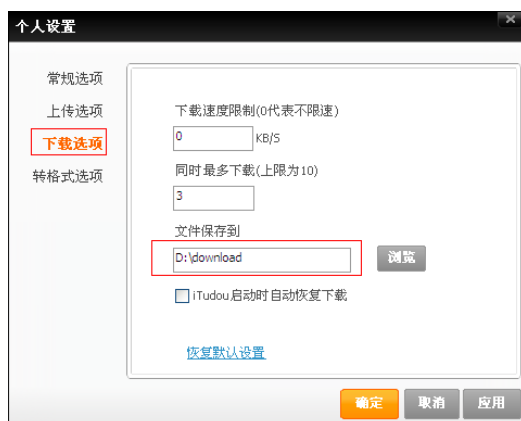 个人设置
常规选项
上传选项
下载选项
转格式选项
下载速度限制(0代表不限速)
0 KB/S
同时最多下载(上限为10)
3
文件保存到
D:\download 浏览
iTudou启动时自动恢复下载
恢复默认设置
确定 取消 应用